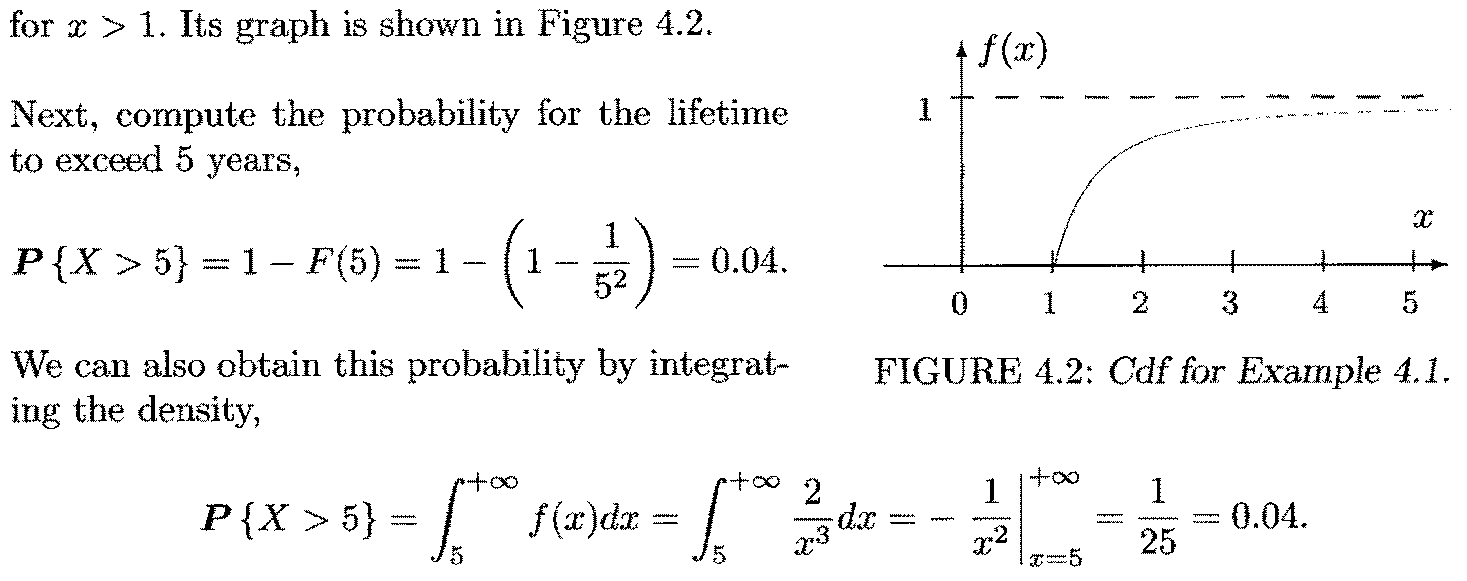 for x > 1. Its graph is shown in Figure 4.2.
Next, compute the probability for the lifetime
to exceed 5 years,
P {X > 5} = 1 − F(5) = 1 − (1 − 1/5²) = 0.04.
We can also obtain this probability by integrat-
ing the density,
f(x)
1
x
0 1 2 3 4 5
FIGURE 4.2: Cdf for Example 4.1.
P {X > 5} = ∫₅^{+∞} f(x)dx = ∫₅^{+∞} 2/x³ dx = − 1/x² |_{x=5}^{+∞} = 1/25 = 0.04.